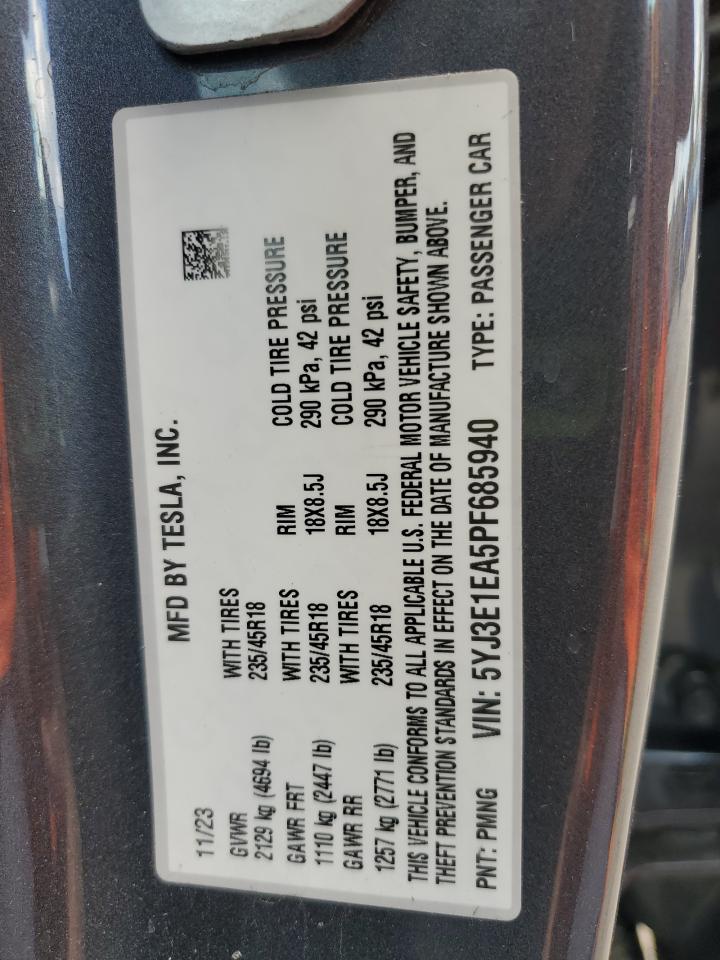 MFD BY TESLA, INC.
11/23
GVWR WITH TIRES
2129 kg (4694 lb) 235/45R18
GAWR FRT WITH TIRES RIM COLD TIRE PRESSURE
1110 kg (2447 lb) 235/45R18 18X8.5J 290 kPa, 42 psi
GAWR RR WITH TIRES RIM COLD TIRE PRESSURE
1257 kg (2771 lb) 235/45R18 18X8.5J 290 kPa, 42 psi
THIS VEHICLE CONFORMS TO ALL APPLICABLE U.S. FEDERAL MOTOR VEHICLE SAFETY, BUMPER, AND
THEFT PREVENTION STANDARDS IN EFFECT ON THE DATE OF MANUFACTURE SHOWN ABOVE.
PNT: PMNG VIN: 5YJ3E1EA5PF685940 TYPE: PASSENGER CAR